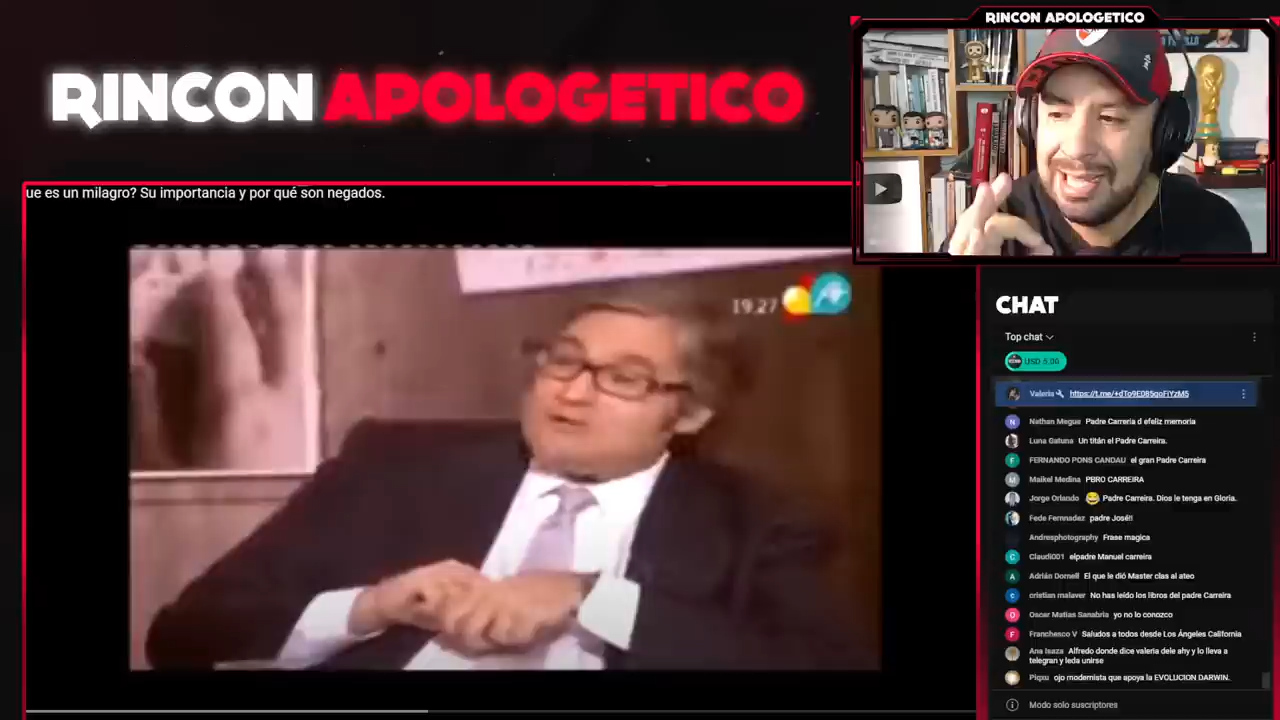 RINCON APOLOGETICO
RINCON APOLOGETICO
ue es un milagro? Su importancia y por qué son negados.
19.27
CHAT
Top chat
USD 5.00
Valeria https://t.me/+dTo9E0B5qoFiYzM5
Nathan Megue Padre Carreria d efeliz memoria
Luna Gatuna Un titán el Padre Carreira.
FERNANDO PONS CANDAU el gran Padre Carreira
Maikel Medina PBRO CARREIRA
Jorge Orlando 😂 Padre Carreira. Dios le tenga en Gloria.
Fede Fernnadez padre José!!
Andresphotography Frase magica
Claudi001 elpadre Manuel carreira
Adrián Dornell El que le dió Master clas al ateo
cristian malaver No has leído los libros del padre Carreira
Oscar Matias Sanabria yo no lo conozco
Franchesco V Saludos a todos desde Los Ángeles California
Ana Isaza Alfredo donde dice valeria dele ahy y lo lleva a
telegran y leda unirse
Piqxu ojo modernista que apoya la EVOLUCION DARWIN.
Modo solo suscriptores